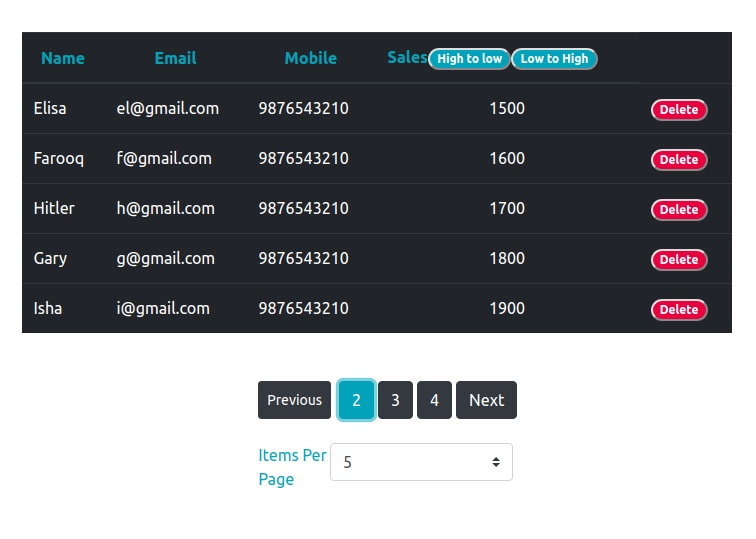 Name Email Mobile Sales High to low Low to High
Elisa el@gmail.com 9876543210 1500 Delete
Farooq f@gmail.com 9876543210 1600 Delete
Hitler h@gmail.com 9876543210 1700 Delete
Gary g@gmail.com 9876543210 1800 Delete
Isha i@gmail.com 9876543210 1900 Delete
Previous 2 3 4 Next
Items Per 5
Page